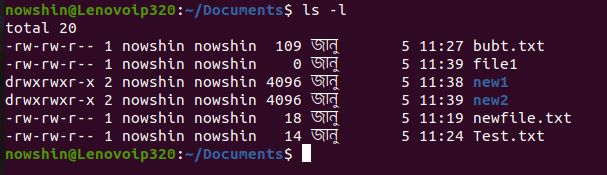 nowshin@Lenovoip320:~/Documents$ ls -l
total 20
-rw-rw-r-- 1 nowshin nowshin  109 জানু         5 11:27 bubt.txt
-rw-rw-r-- 1 nowshin nowshin    0 জানু         5 11:39 file1
drwxrwxr-x 2 nowshin nowshin 4096 জানু         5 11:38 new1
drwxrwxr-x 2 nowshin nowshin 4096 জানু         5 11:39 new2
-rw-rw-r-- 1 nowshin nowshin   18 জানু         5 11:19 newfile.txt
-rw-rw-r-- 1 nowshin nowshin   14 জানু         5 11:24 Test.txt
nowshin@Lenovoip320:~/Documents$